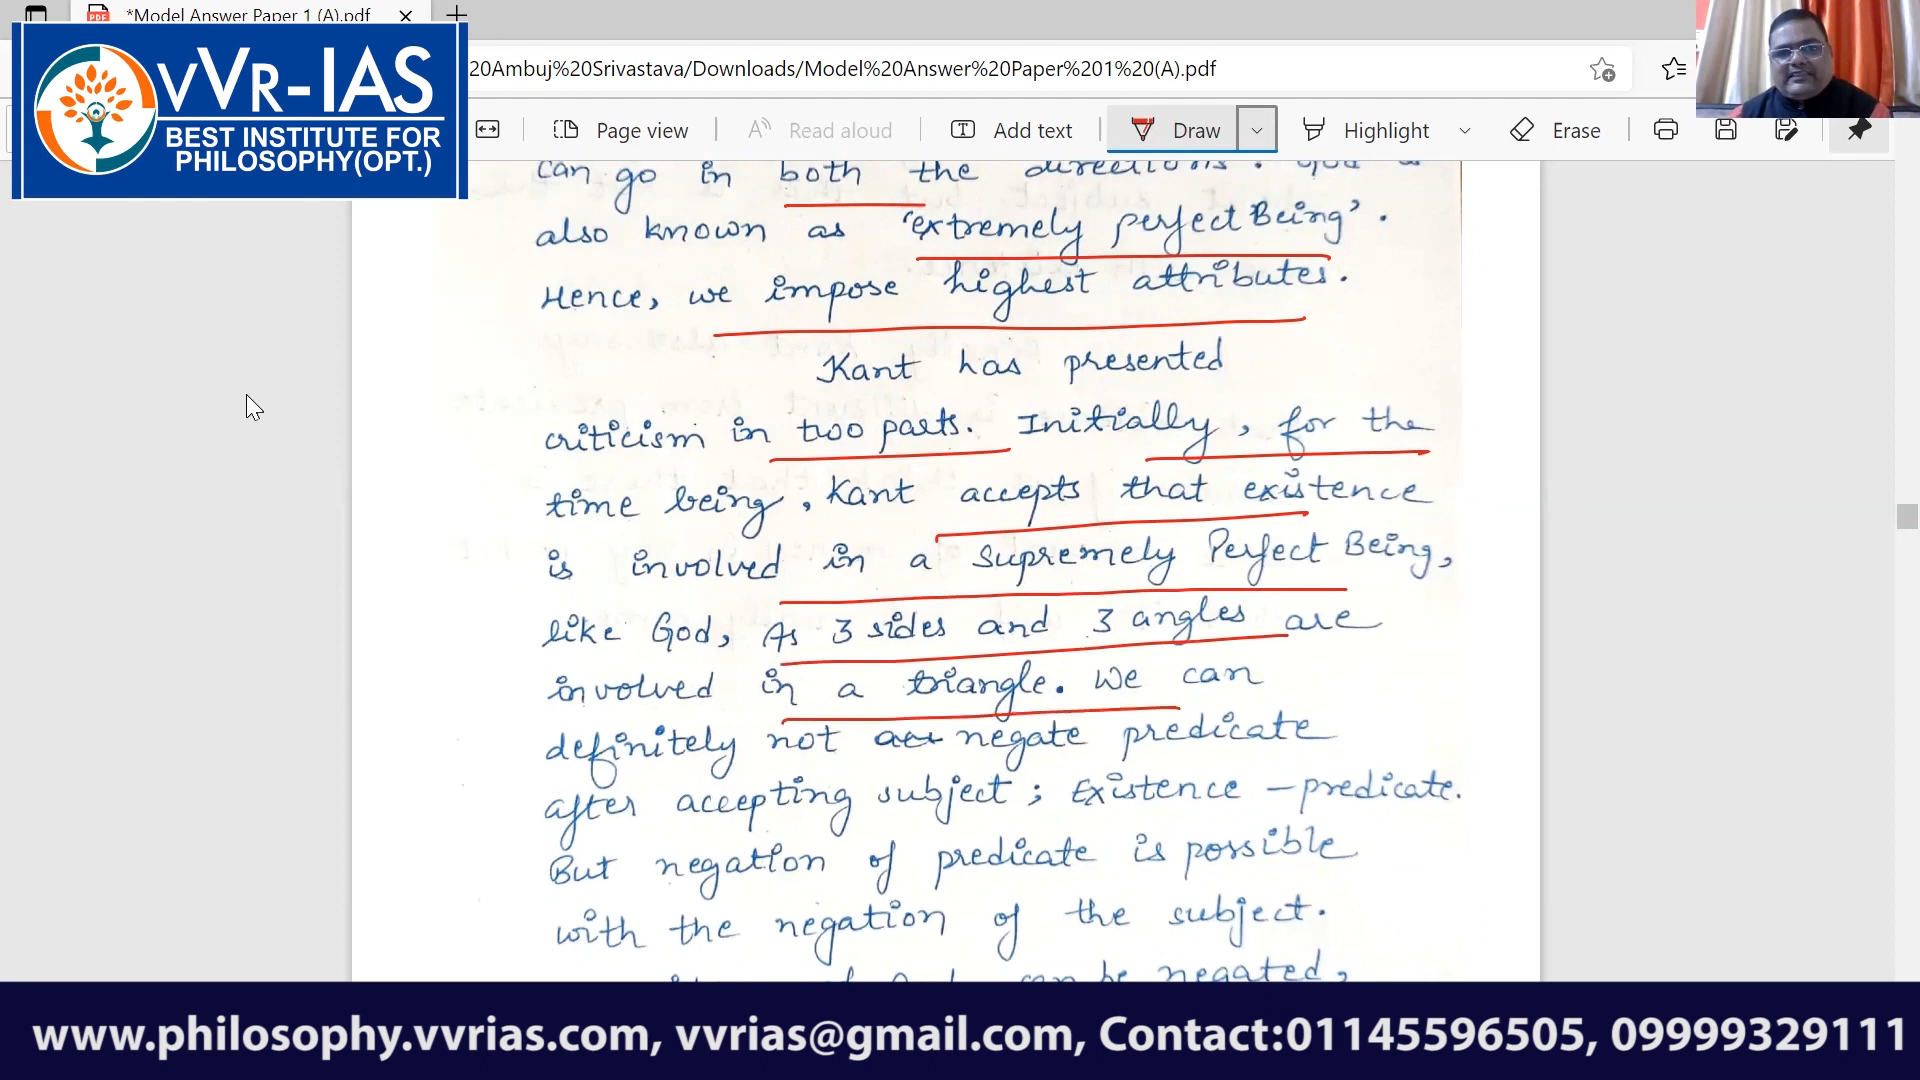 *Model Answer Paper 1 (A).pdf
vVR-IAS
BEST INSTITUTE FOR
PHILOSOPHY(OPT.)
20Ambuj%20Srivastava/Downloads/Model%20Answer%20Paper%201%20(A).pdf
Page view
Read aloud
Add text
Draw
Highlight
Erase
can go in both the directions.
also known as 'extremely perfect Being'.
Hence, we impose highest attributes.
Kant has presented
criticism in two parts. Initially, for the
time being, Kant accepts that existence
is involved in a Supremely Perfect Being,
like God, As 3 sides and 3 angles are
involved in a triangle. We can
definitely not negate predicate
after accepting subject; Existence - predicate.
But negation of predicate is possible
with the negation of the subject.
can be negated,
www.philosophy.vvrias.com, vvrias@gmail.com, Contact:01145596505, 09999329111